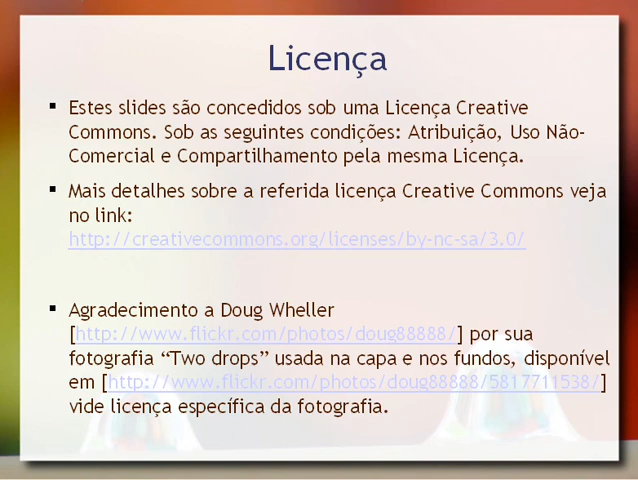 Licença
▪ Estes slides são concedidos sob uma Licença Creative
Commons. Sob as seguintes condições: Atribuição, Uso Não-
Comercial e Compartilhamento pela mesma Licença.
▪ Mais detalhes sobre a referida licença Creative Commons veja
no link:
http://creativecommons.org/licenses/by-nc-sa/3.0/
▪ Agradecimento a Doug Wheller
[http://www.flickr.com/photos/doug88888/] por sua
fotografia “Two drops” usada na capa e nos fundos, disponível
em [http://www.flickr.com/photos/doug88888/5817711538/]
vide licença específica da fotografia.